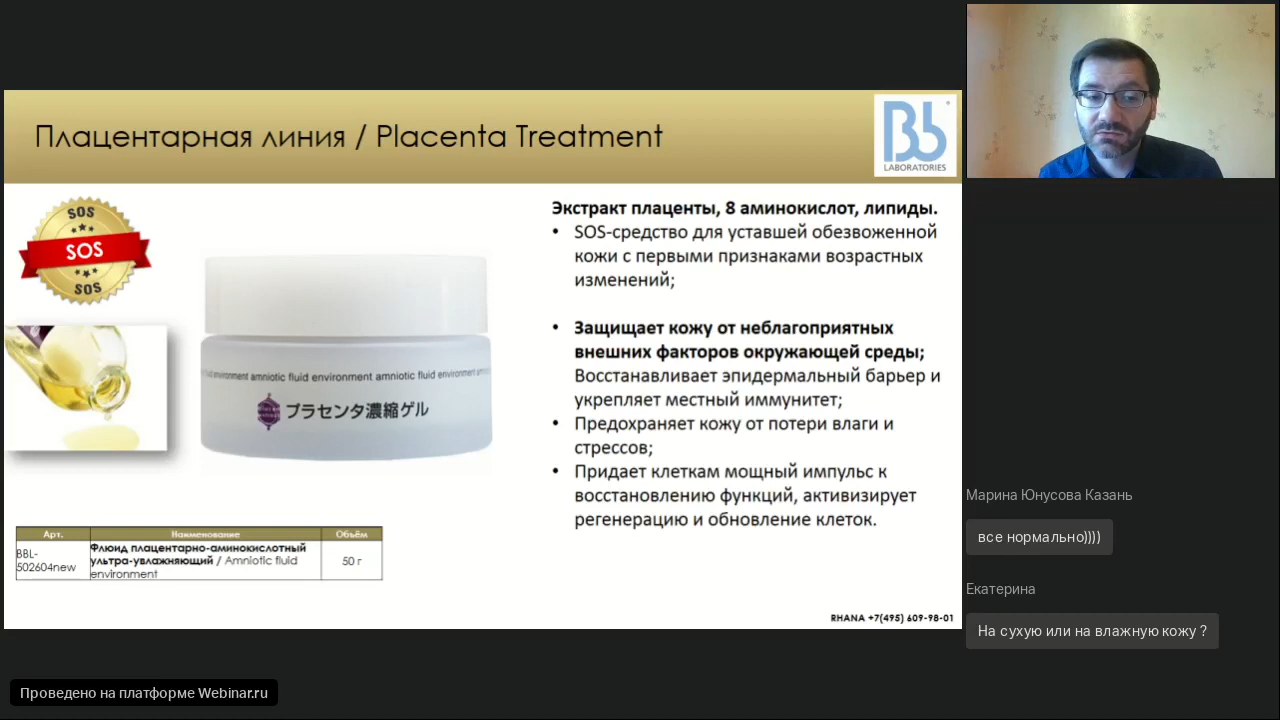 Плацентарная линия / Placenta Treatment
Bb
LABORATORIES
SOS
SOS
SOS
Экстракт плаценты, 8 аминокислот, липиды.
• SOS-средство для уставшей обезвоженной
кожи с первыми признаками возрастных
изменений;
• Защищает кожу от неблагоприятных
внешних факторов окружающей среды;
Восстанавливает эпидермальный барьер и
укрепляет местный иммунитет;
• Предохраняет кожу от потери влаги и
стрессов;
• Придает клеткам мощный импульс к
восстановлению функций, активизирует
регенерацию и обновление клеток.
fluid environment amniotic fluid environment amniotic fluid environment
プラセンタ濃縮ゲル
Арт. Наименование Объём
BBL-
502604new
Флюид плацентарно-аминокислотный
ультра-увлажняющий / Amniotic fluid
environment
50 г
RHANA +7(495) 609-98-01
Марина Юнусова Казань
все нормально))))
Екатерина
На сухую или на влажную кожу ?
Проведено на платформе Webinar.ru